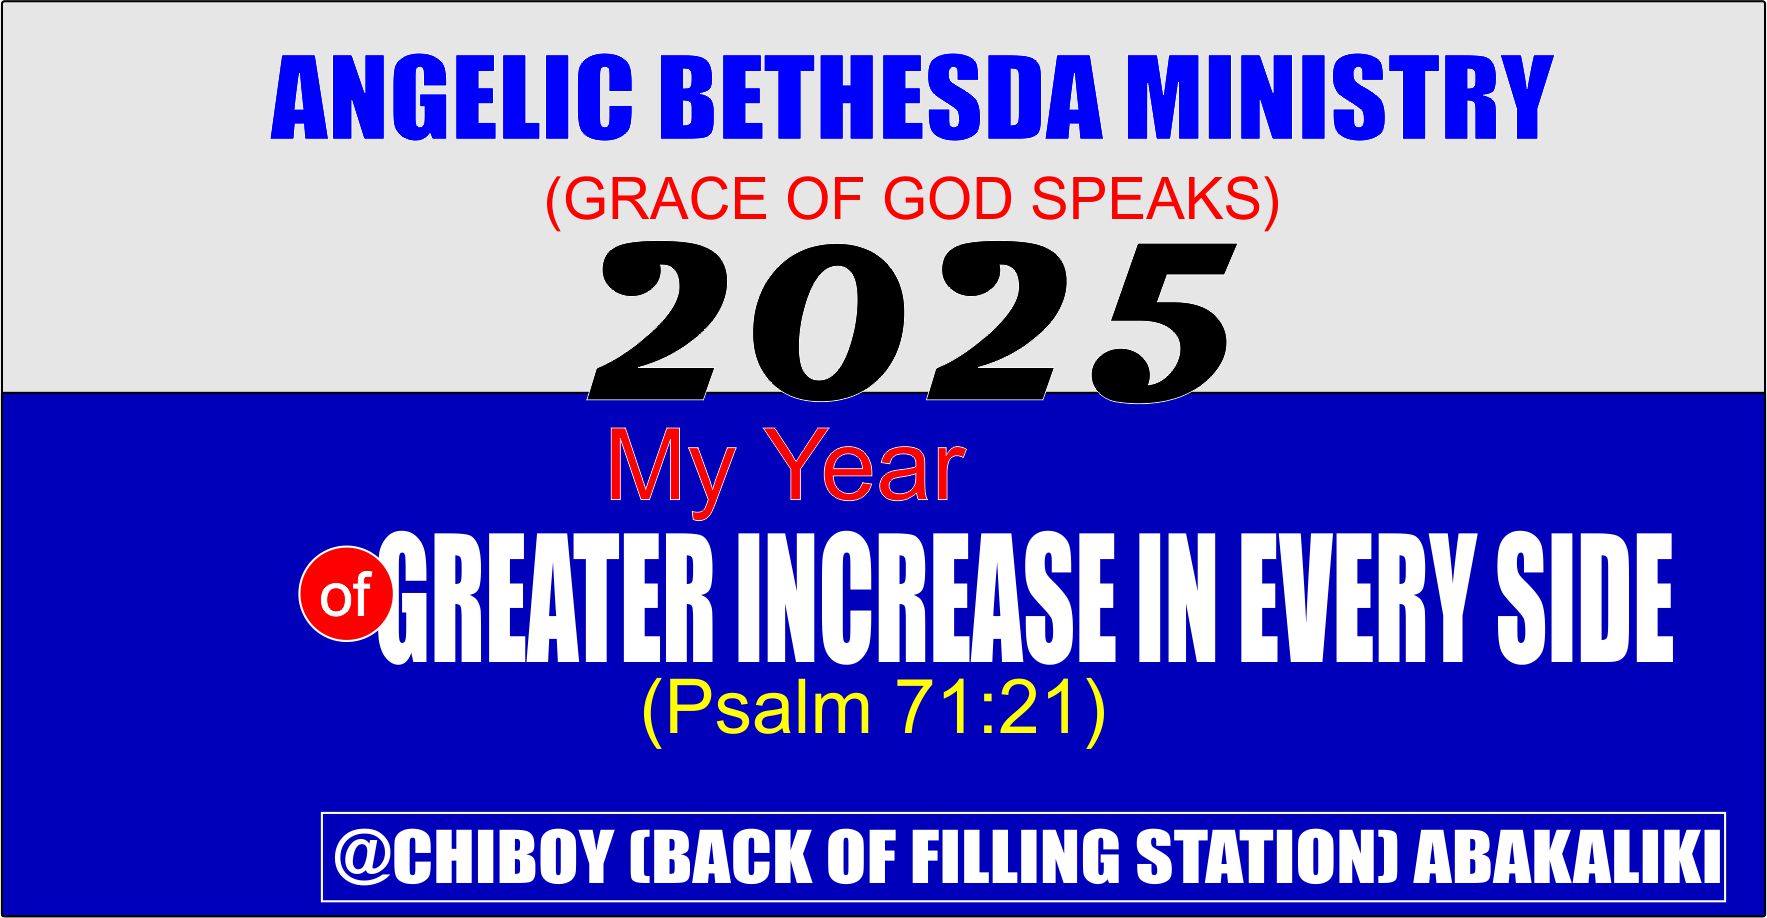 ANGELIC BETHESDA MINISTRY
(GRACE OF GOD SPEAKS)
2025
My Year
of GREATER INCREASE IN EVERY SIDE
(Psalm 71:21)
@CHIBOY (BACK OF FILLING STATION) ABAKALIKI